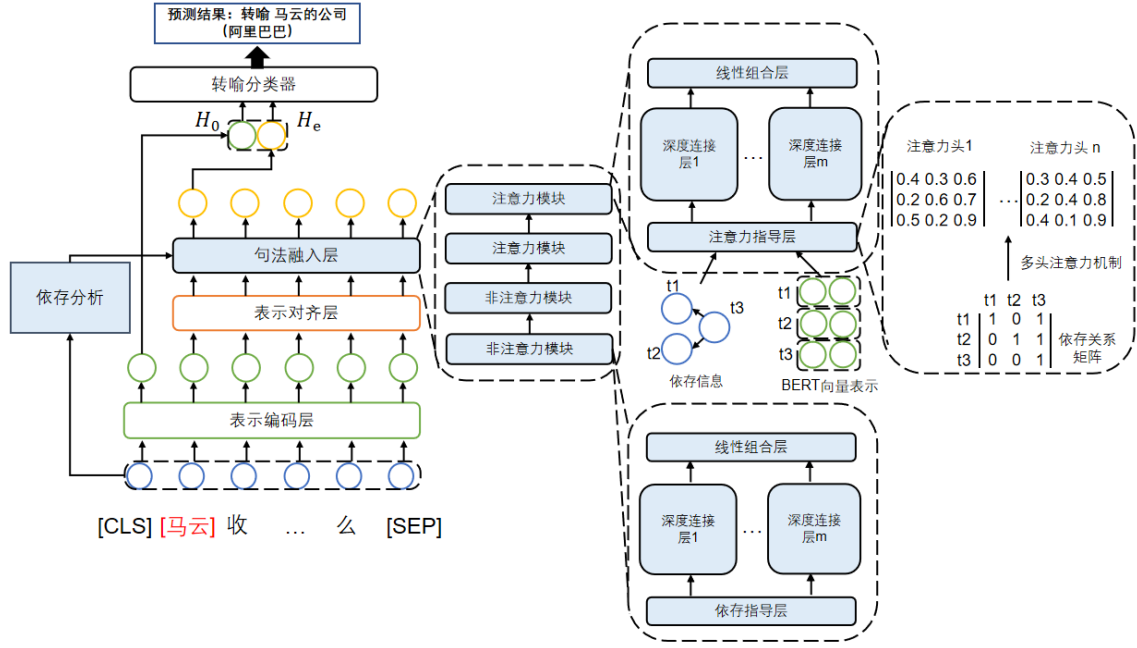 预测结果：转喻 马云的公司
(阿里巴巴)
转喻分类器
H₀
Hₑ
句法融入层
依存分析
表示对齐层
表示编码层
[CLS] [马云] 收 … 么 [SEP]
注意力模块
注意力模块
非注意力模块
非注意力模块
线性组合层
深度连接
层1
…
深度连接
层m
注意力指导层
t1
t3
t2
依存信息
t1
t2
t3
BERT向量表示
线性组合层
深度连接
层1
…
深度连接
层m
依存指导层
注意力头1
注意力头 n
0.4 0.3 0.6
0.2 0.6 0.7
0.5 0.2 0.9
…
0.3 0.4 0.5
0.2 0.4 0.8
0.4 0.1 0.9
多头注意力机制
t1 t2 t3
t1 1 0 1
t2 0 1 1
t3 0 0 1
依存关系
矩阵